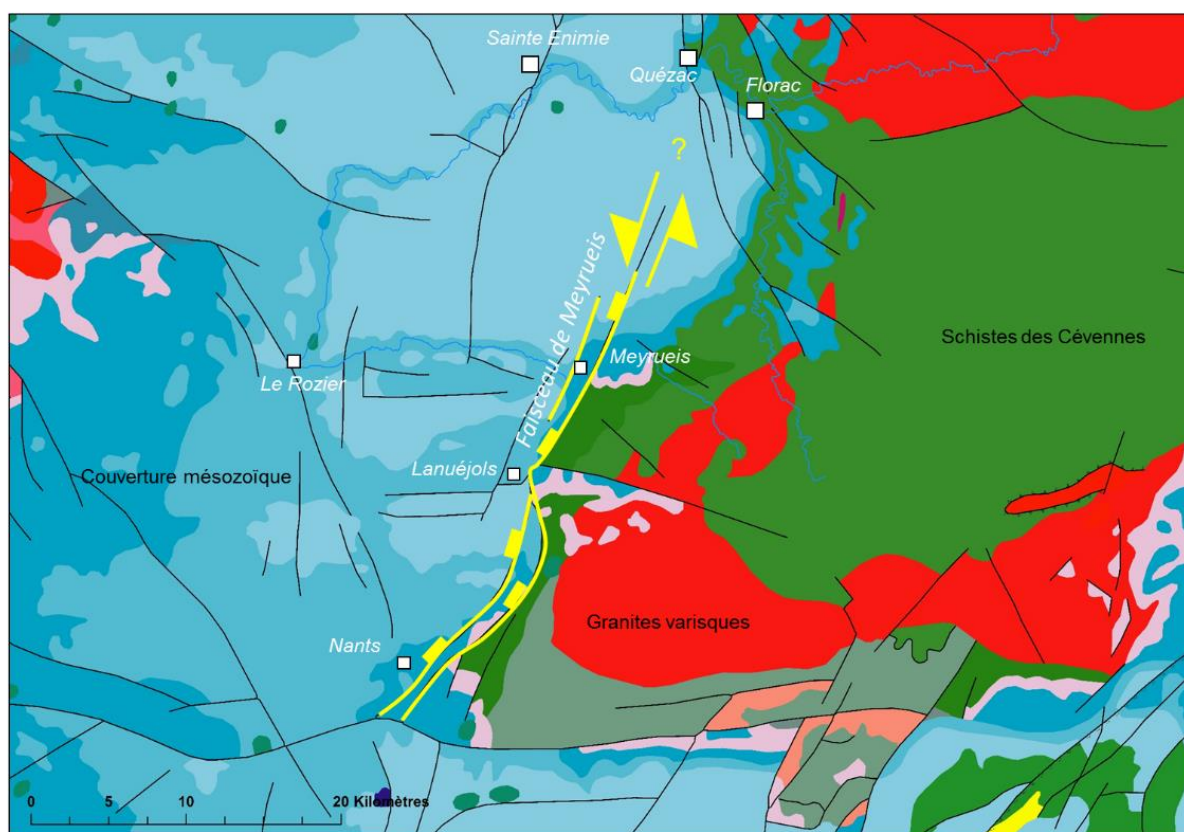 Sainte Enimie
Quézac
Florac
?
Faisceau de Meyrueis
Schistes des Cévennes
Meyrueis
Le Rozier
Lanuéjols
Couverture mésozoïque
Granites varisques
Nants
0 5 10 20 Kilomètres